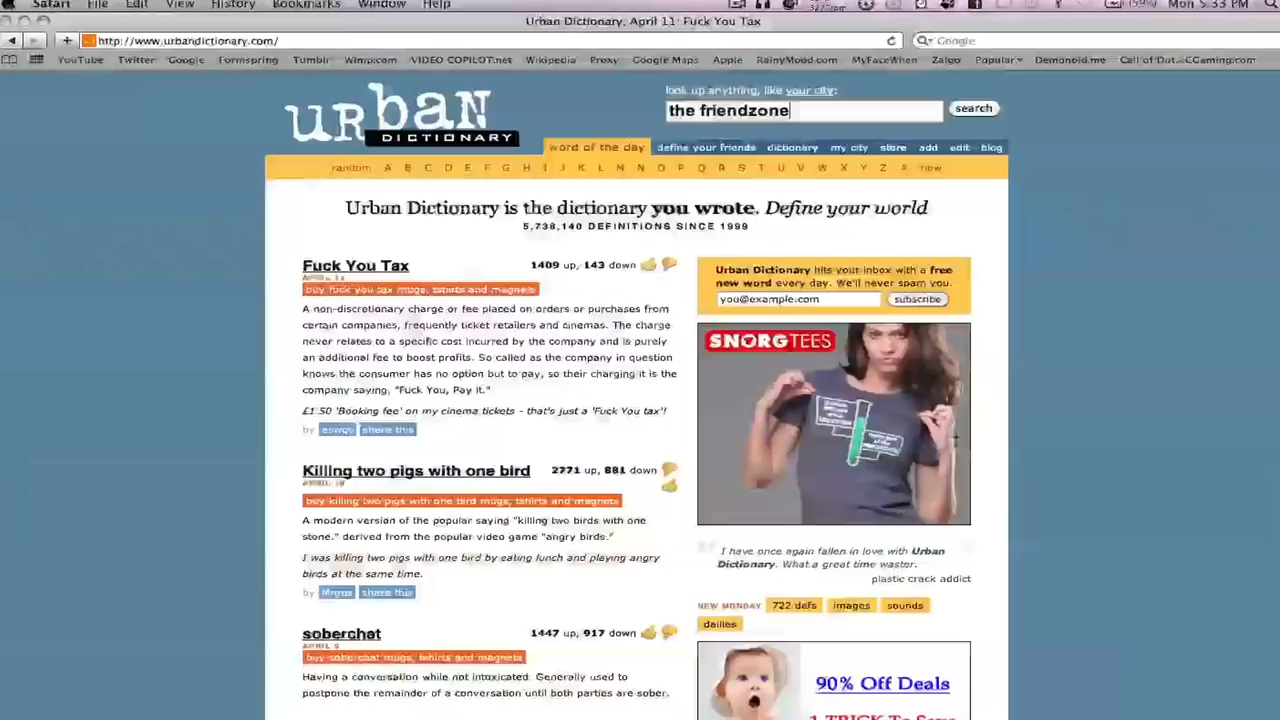 Safari File Edit View History Bookmarks Window Help
(59%) Mon 5:33 PM
Urban Dictionary, April 11: Fuck You Tax
http://www.urbandictionary.com/
Google
YouTube Twitter Google Formspring Tumblr Wimp.com VIDEO COPILOT.net Wikipedia Proxy Google Maps Apple RainyMood.com MyFaceWhen Zalgo Popular Demonoid.me Call of Dut...CGaming.com
look up anything, like your city:
urban
DICTIONARY
the friendzone
search
word of the day define your friends dictionary my city store add edit blog
random A B C D E F G H I J K L M N O P Q R S T U V W X Y Z # new
Urban Dictionary is the dictionary you wrote. Define your world
5,738,140 DEFINITIONS SINCE 1999
Fuck You Tax
1409 up, 143 down
APRIL 11
buy fuck you tax mugs, tshirts and magnets
A non-discretionary charge or fee placed on orders or purchases from
certain companies, frequently ticket retailers and cinemas. The charge
never relates to a specific cost incurred by the company and is purely
an additional fee to boost profits. So called as the company in question
knows the consumer has no option but to pay, so their charging it is the
company saying, "Fuck You, Pay it."
£1.50 'Booking fee' on my cinema tickets - that's just a 'Fuck You tax'!
by share this
Killing two pigs with one bird
2771 up, 881 down
APRIL 10
buy killing two pigs with one bird mugs, tshirts and magnets
A modern version of the popular saying "killing two birds with one
stone." derived from the popular video game "angry birds."
I was killing two pigs with one bird by eating lunch and playing angry
birds at the same time.
by share this
soberchat
1447 up, 917 down
APRIL 9
buy soberchat mugs, tshirts and magnets
Having a conversation while not intoxicated. Generally used to
postpone the remainder of a conversation until both parties are sober.
Urban Dictionary hits your inbox with a free
new word every day. We'll never spam you.
you@example.com
subscribe
SNORGTEES
I have once again fallen in love with Urban
Dictionary. What a great time waster.
plastic crack addict
NEW MONDAY 722 defs images sounds
dailies
90% Off Deals
1 TRICK To Save